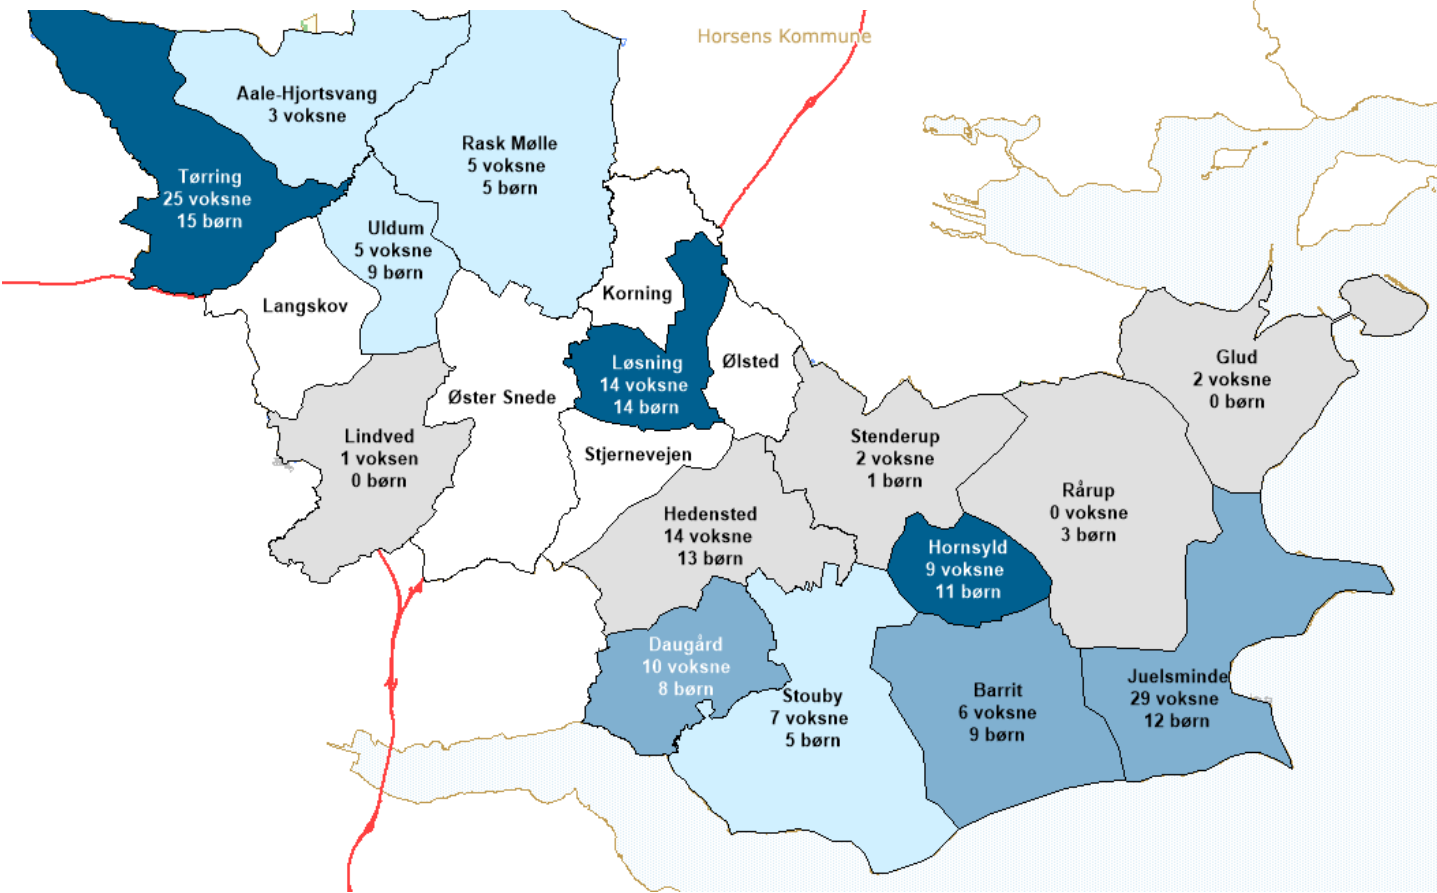 Horsens Kommune
Aale-Hjortsvang
3 voksne
Rask Mølle
5 voksne
5 børn
Tørring
25 voksne
15 børn
Uldum
5 voksne
9 børn
Langskov
Korning
Løsning
14 voksne
14 børn
Ølsted
Glud
2 voksne
0 børn
Øster Snede
Lindved
1 voksen
0 børn
Stjernevejen
Stenderup
2 voksne
1 børn
Rårup
0 voksne
3 børn
Hedensted
14 voksne
13 børn
Hornsyld
9 voksne
11 børn
Daugård
10 voksne
8 børn
Stouby
7 voksne
5 børn
Barrit
6 voksne
9 børn
Juelsminde
29 voksne
12 børn